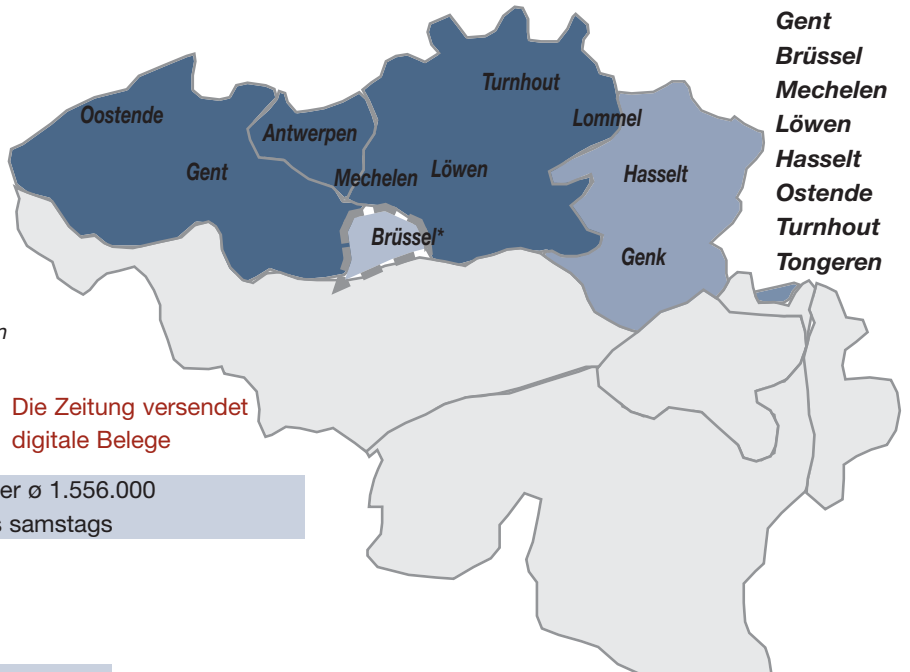 Gent
Brüssel
Mechelen
Löwen
Hasselt
Ostende
Turnhout
Tongeren
Turnhout
Oostende
Lommel
Antwerpen
Gent
Mechelen
Löwen
Hasselt
Brüssel*
Genk
n
Die Zeitung versendet
digitale Belege
er ø 1.556.000
s samstags